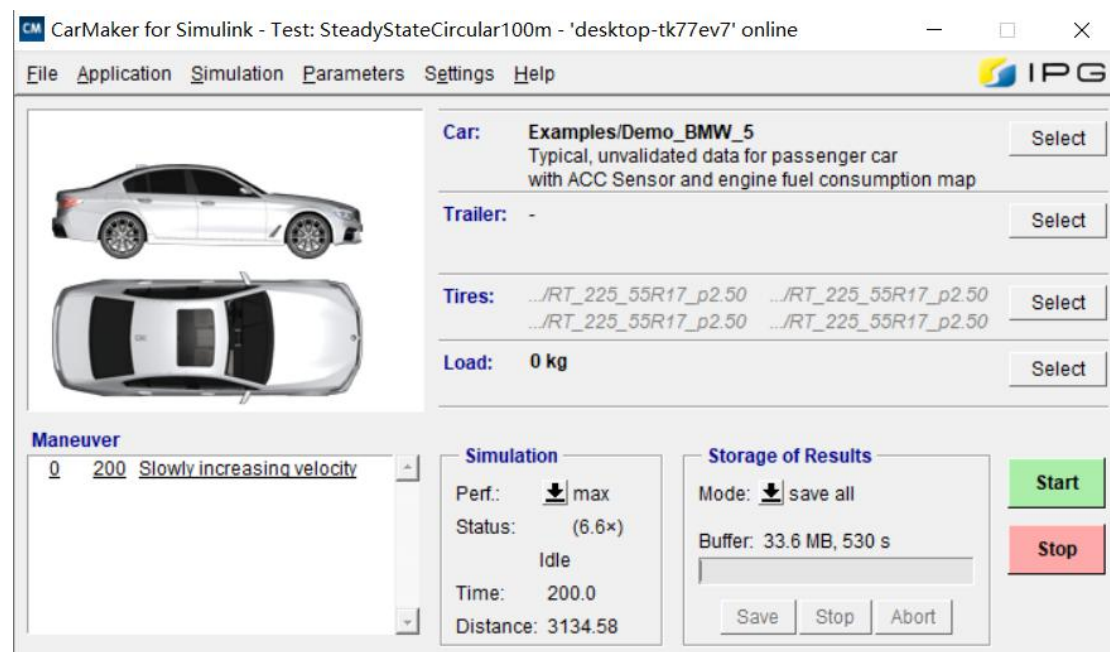 CM CarMaker for Simulink - Test: SteadyStateCircular100m - 'desktop-tk77ev7' online
File Application Simulation Parameters Settings Help
IPG
Car: Examples/Demo_BMW_5
Typical, unvalidated data for passenger car
with ACC Sensor and engine fuel consumption map
Select
Trailer: -
Select
Tires: .../RT_225_55R17_p2.50 .../RT_225_55R17_p2.50
.../RT_225_55R17_p2.50 .../RT_225_55R17_p2.50
Select
Load: 0 kg
Select
Maneuver
0 200 Slowly increasing velocity
Simulation
Perf.: max
Status: (6.6×)
Idle
Time: 200.0
Distance: 3134.58
Storage of Results
Mode: save all
Buffer: 33.6 MB, 530 s
Save Stop Abort
Start
Stop